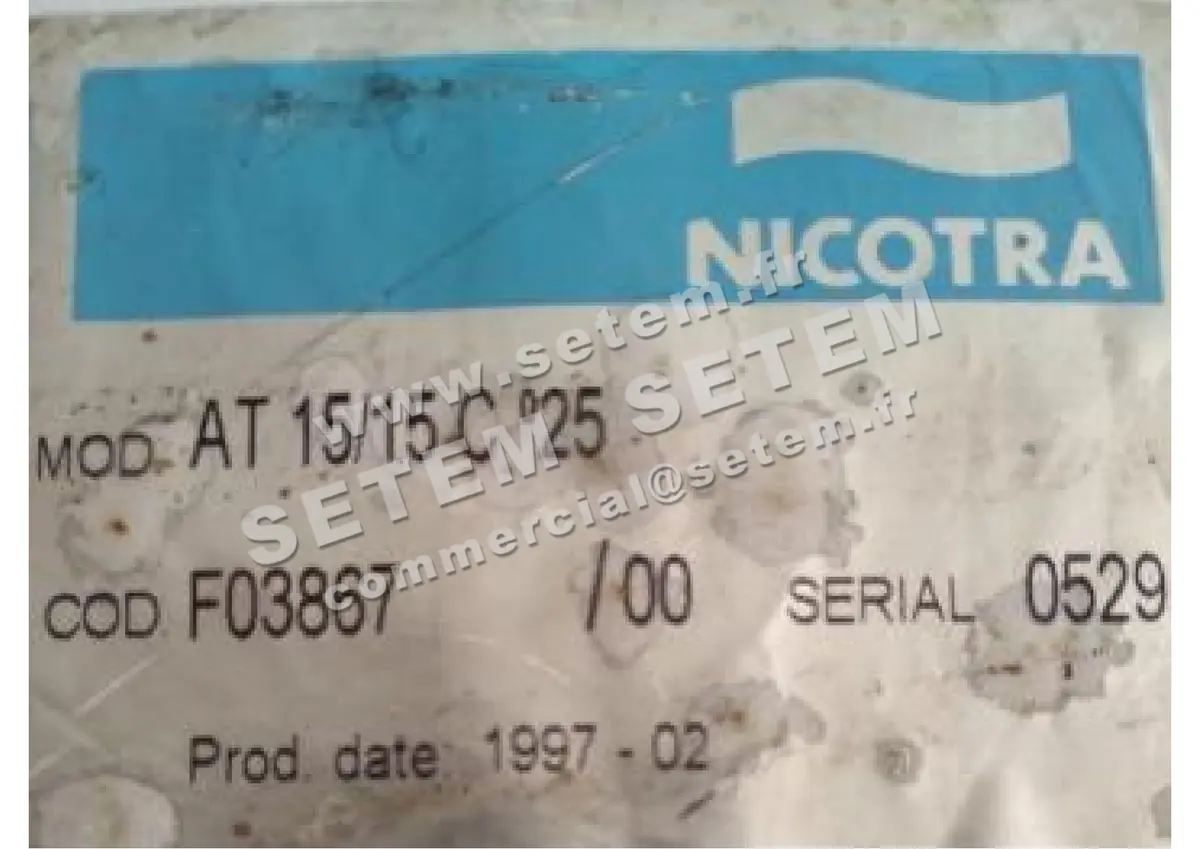 NICOTRA
www.setem.fr
SETEM SETEM
commercial@setem.fr
MOD. AT 15/15 C °25
COD. F03867 /00 SERIAL 0529
Prod. date: 1997 - 02